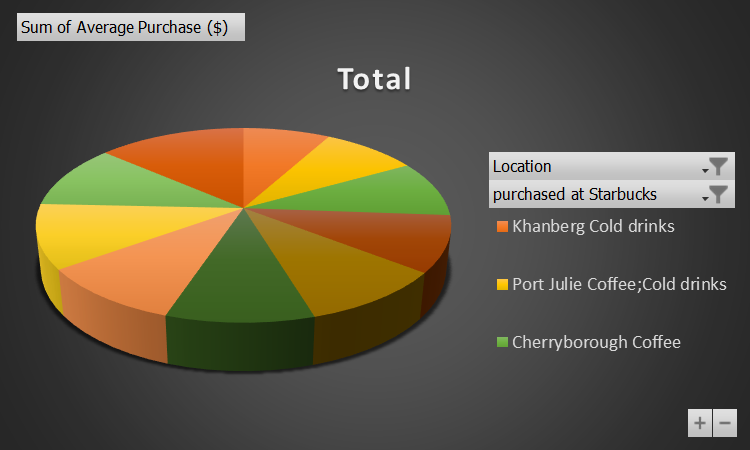 Sum of Average Purchase ($)
Total
Location
purchased at Starbucks
Khanberg Cold drinks
Port Julie Coffee;Cold drinks
Cherryborough Coffee
+ −